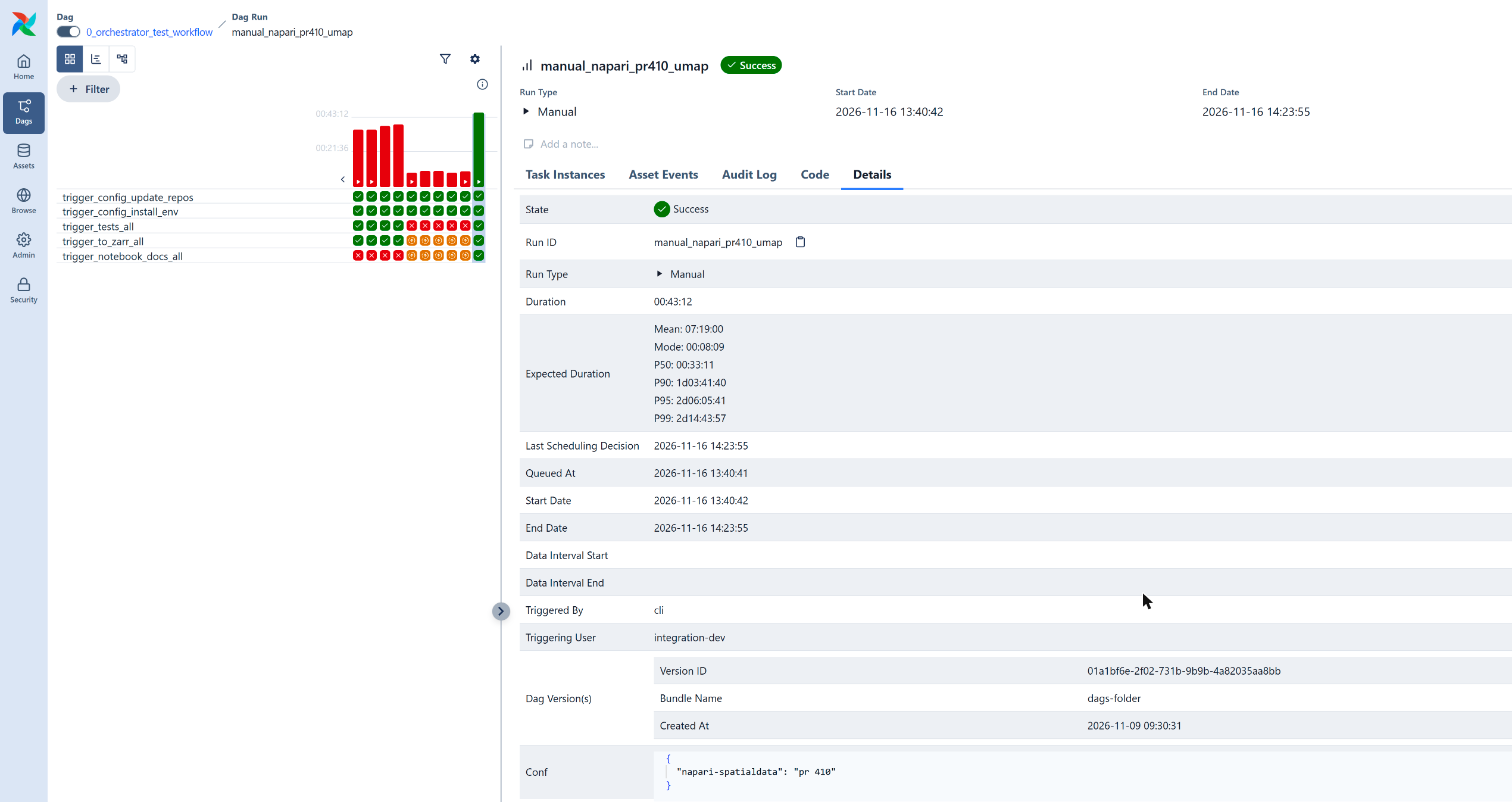 Dag
0_orchestrator_test_workflow
/
Dag Run
manual_napari_pr410_umap
Home
Dags
Assets
Browse
Admin
Security
+ Filter
00:43:12
00:21:36
trigger_config_update_repos
trigger_config_install_env
trigger_tests_all
trigger_to_zarr_all
trigger_notebook_docs_all
manual_napari_pr410_umap Success
Run Type Start Date End Date
Manual 2026-11-16 13:40:42 2026-11-16 14:23:55
Add a note...
Task Instances Asset Events Audit Log Code Details
State Success
Run ID manual_napari_pr410_umap
Run Type Manual
Duration 00:43:12
Expected Duration
Mean: 07:19:00
Mode: 00:08:09
P50: 00:33:11
P90: 1d03:41:40
P95: 2d06:05:41
P99: 2d14:43:57
Last Scheduling Decision 2026-11-16 14:23:55
Queued At 2026-11-16 13:40:41
Start Date 2026-11-16 13:40:42
End Date 2026-11-16 14:23:55
Data Interval Start
Data Interval End
Triggered By cli
Triggering User integration-dev
Dag Version(s)
Version ID 01a1bf6e-2f02-731b-9b9b-4a82035aa8bb
Bundle Name dags-folder
Created At 2026-11-09 09:30:31
Conf
{
"napari-spatialdata": "pr 410"
}